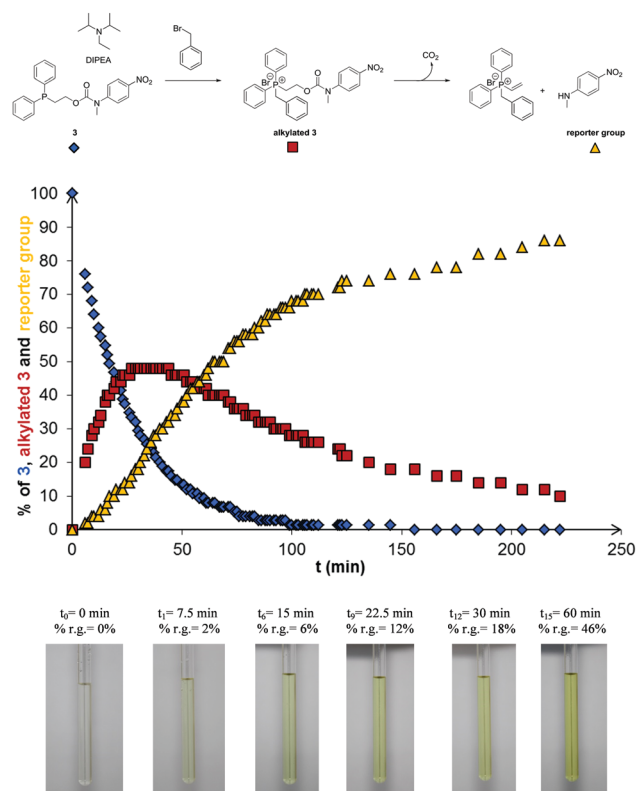 Br
N
DIPEA
CO₂
P
O
O
N
NO₂
Br⊖
P⊕
O
O
N
NO₂
Br⊖
P⊕
+
HN
NO₂
3
alkylated 3
reporter group
% of 3, alkylated 3 and reporter group
100
90
80
70
60
50
40
30
20
10
0
0
50
100
150
200
250
t (min)
t₀= 0 min
% r.g.= 0%
t₁= 7.5 min
% r.g.= 2%
t₆= 15 min
% r.g.= 6%
t₉= 22.5 min
% r.g.= 12%
t₁₂= 30 min
% r.g.= 18%
t₁₅= 60 min
% r.g.= 46%